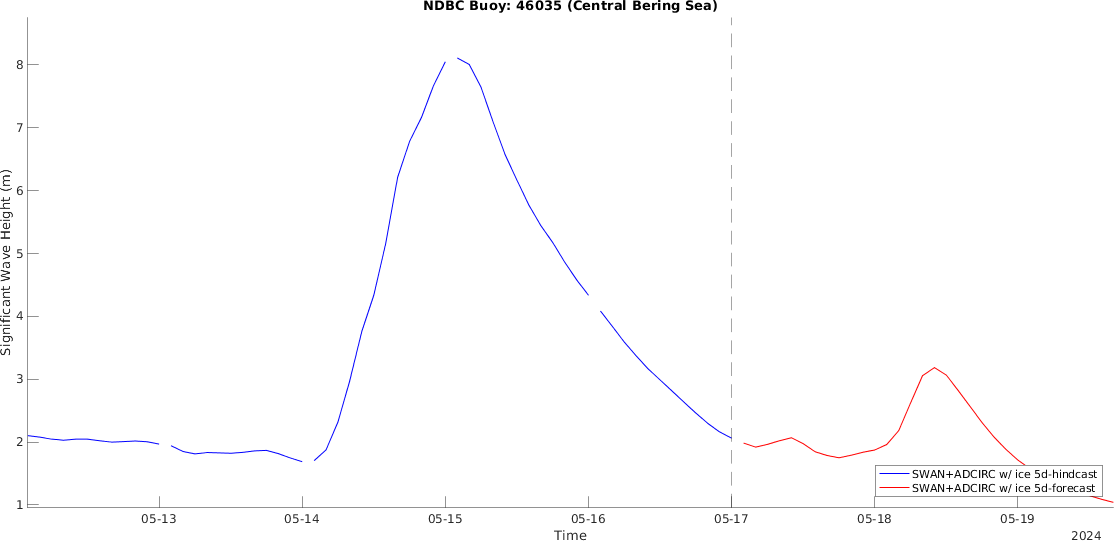 NDBC Buoy: 46035 (Central Bering Sea)
Significant Wave Height (m)
8
7
6
5
4
3
2
1
SWAN+ADCIRC w/ ice 5d-hindcast
SWAN+ADCIRC w/ ice 5d-forecast
05-13 05-14 05-15 05-16 05-17 05-18 05-19
Time
2024